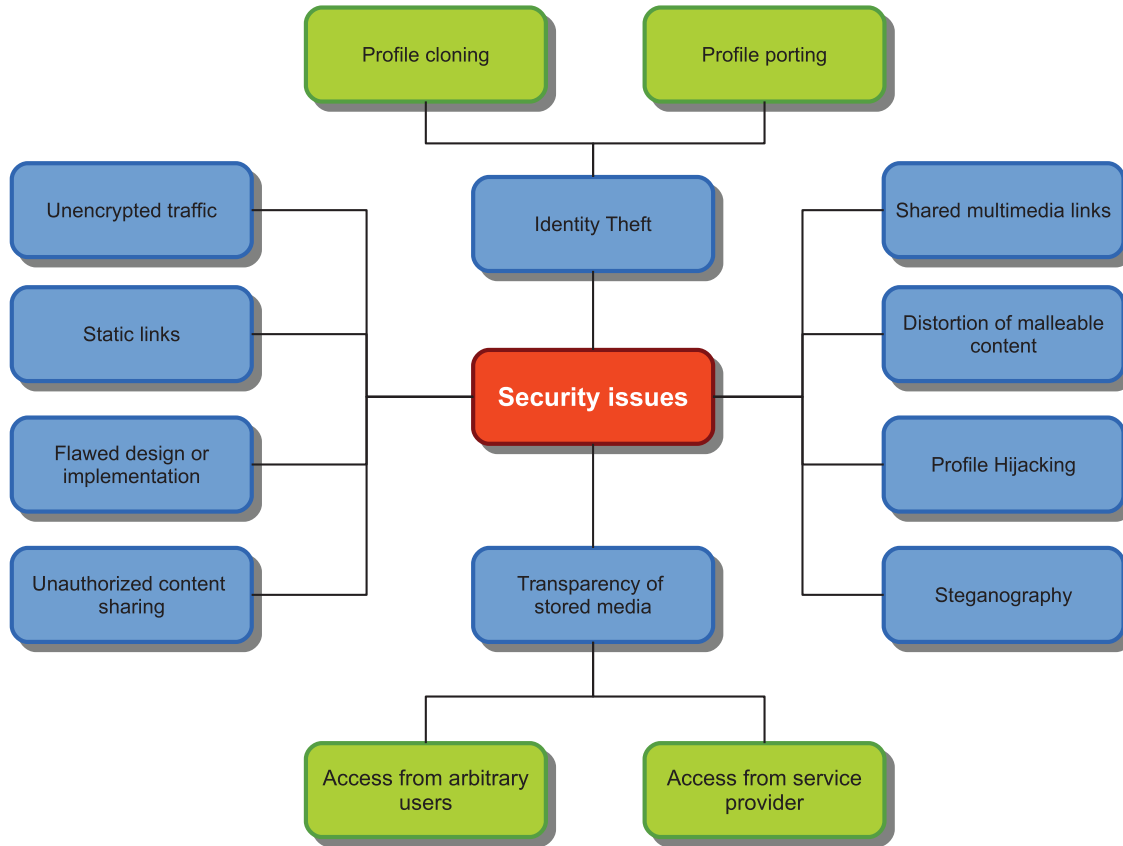 Profile cloning
Profile porting
Unencrypted traffic
Identity Theft
Shared multimedia links
Static links
Distortion of malleable
content
Security issues
Flawed design or
implementation
Profile Hijacking
Unauthorized content
sharing
Transparency of
stored media
Steganography
Access from arbitrary
users
Access from service
provider